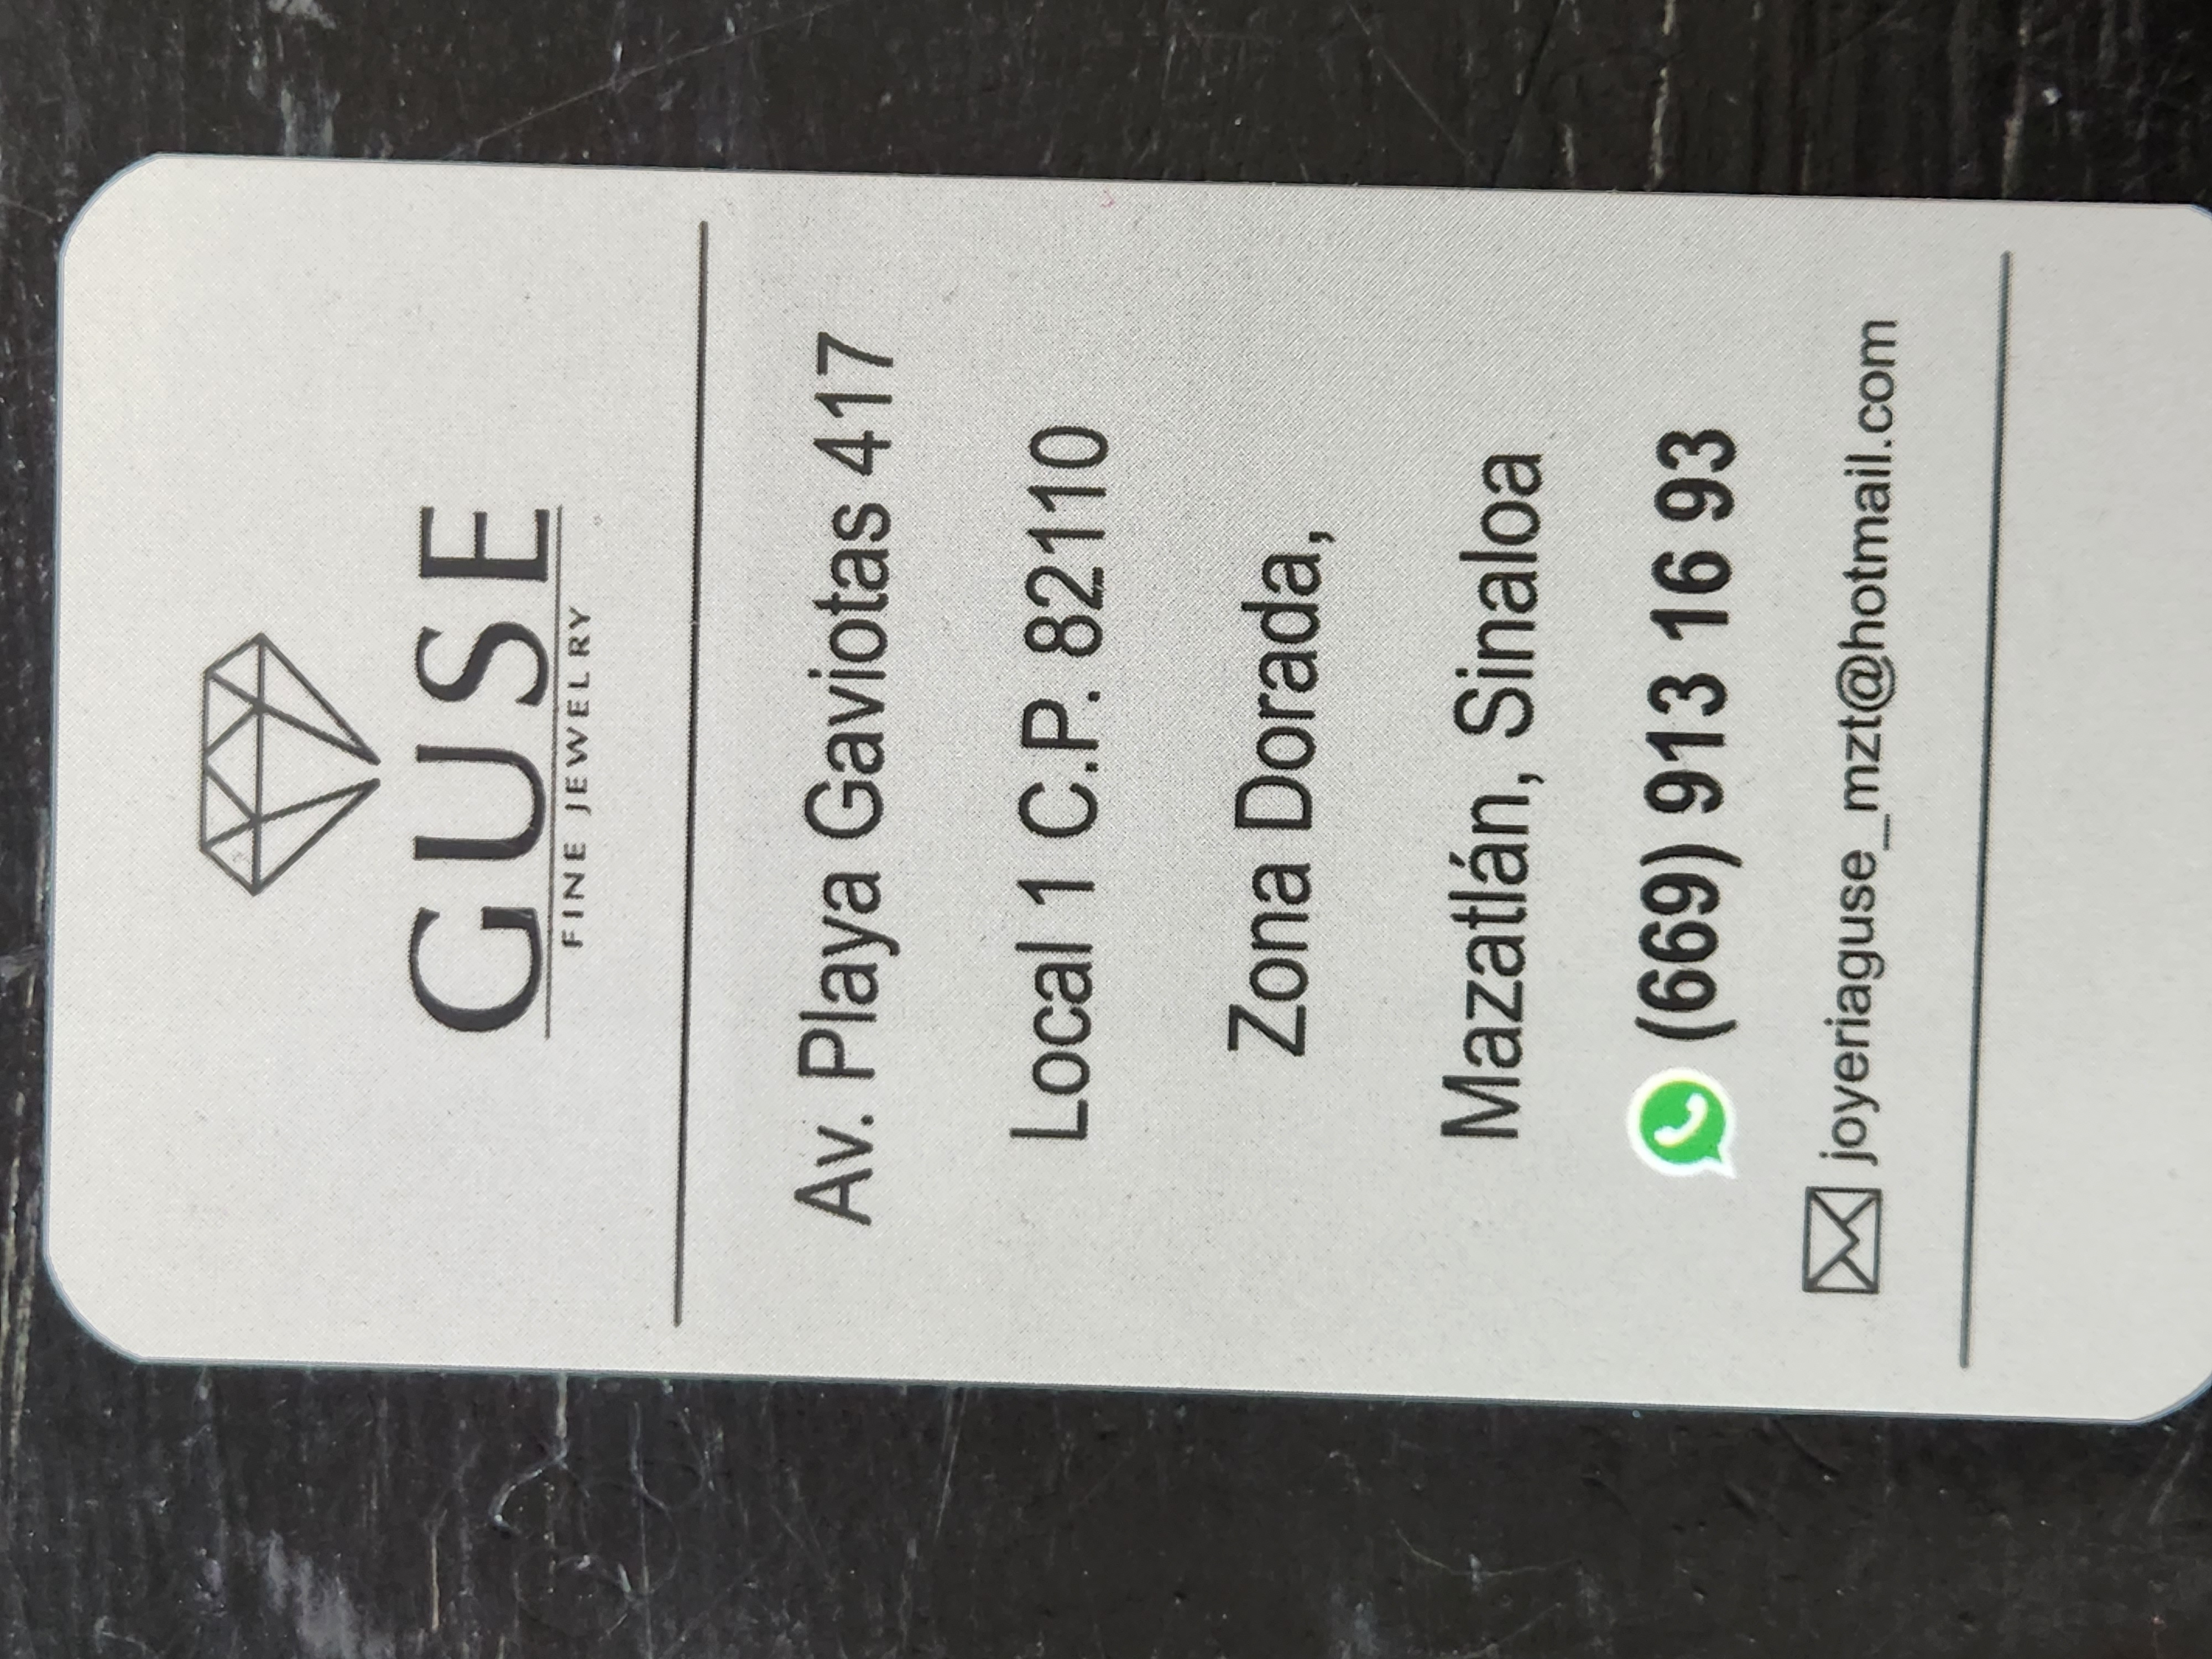 GUSE
FINE JEWELRY
Av. Playa Gaviotas 417
Local 1 C.P. 82110
Zona Dorada,
Mazatlán, Sinaloa
(669) 913 16 93
joyeriaguse_mzt@hotmail.com